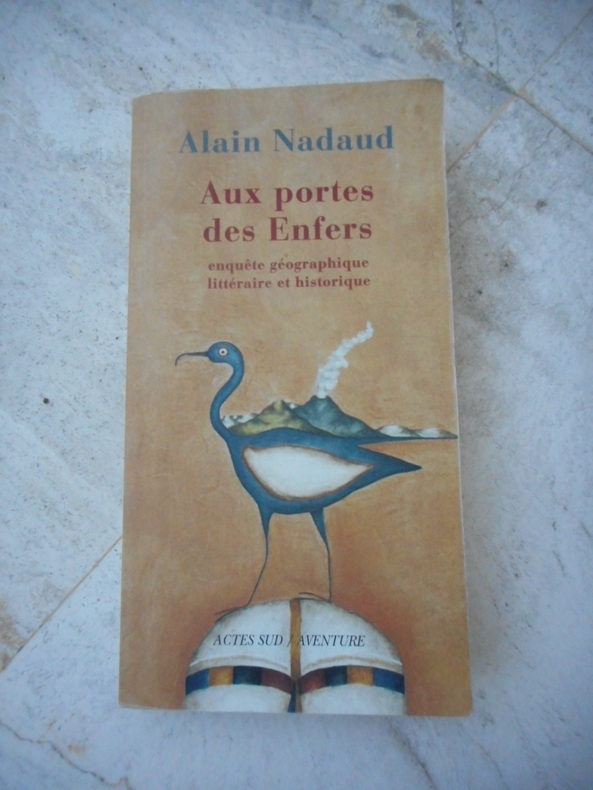 Alain Nadaud
Aux portes
des Enfers
enquête géographique
littéraire et historique
ACTES SUD / AVENTURE